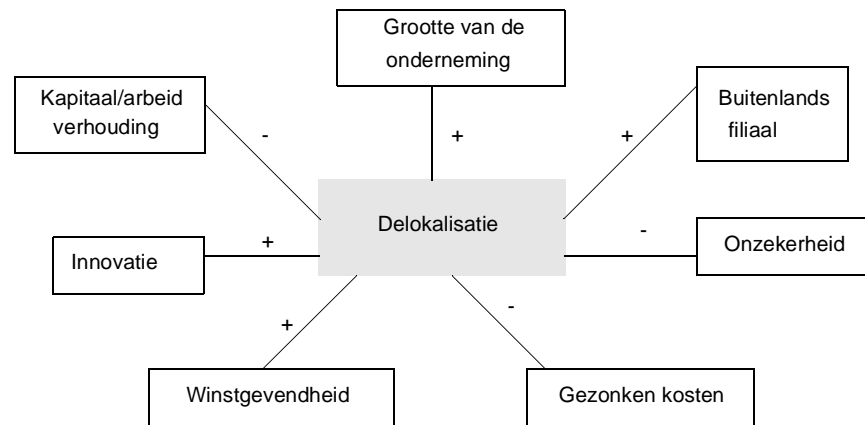 Grootte van de
onderneming
Kapitaal/arbeid
verhouding
Buitenlands
filiaal
-
+
+
Delokalisatie
Innovatie
+
-
Onzekerheid
+
-
Winstgevendheid
Gezonken kosten